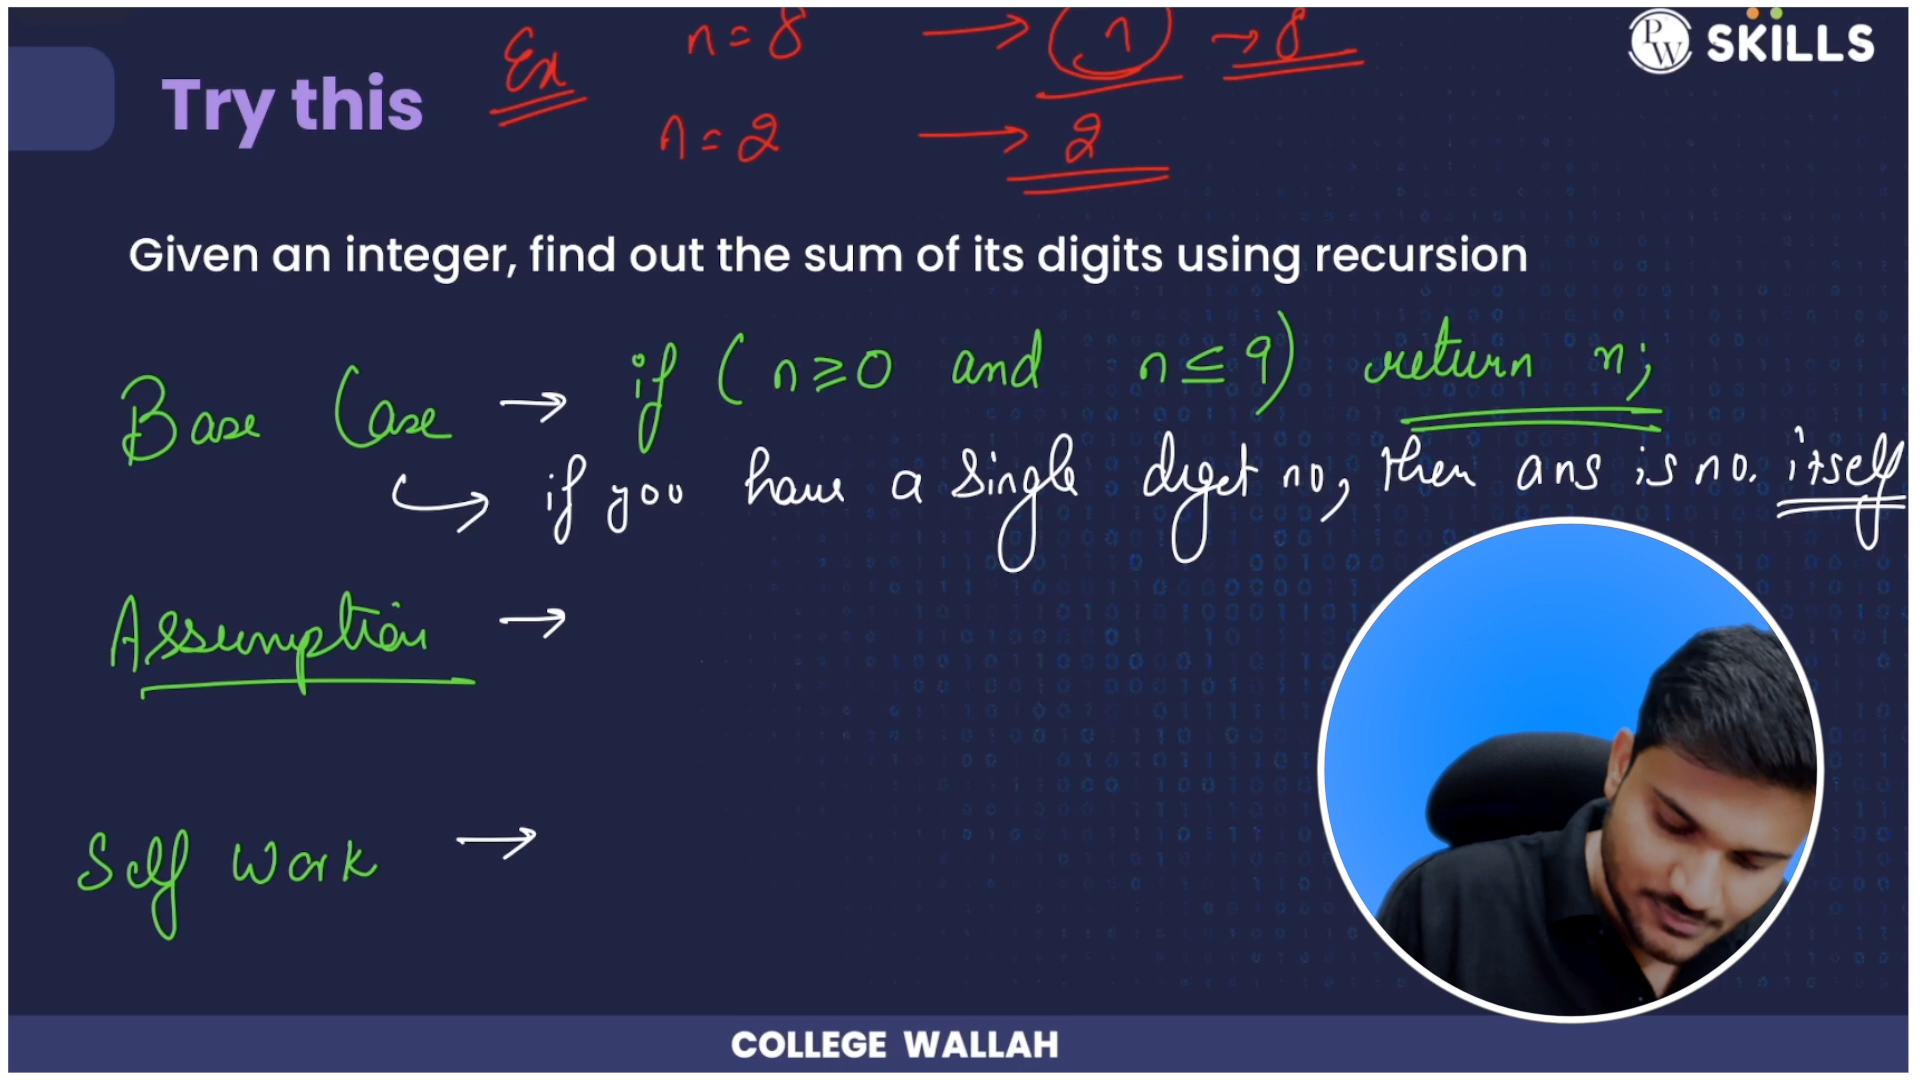 Ex n = 8 → n → 8
PW SKILLS
Try this
n = 2 → 2
Given an integer, find out the sum of its digits using recursion
Base Case → if (n ≥ 0 and n ≤ 9) return n;
↪ if you have a single digit no, then ans is no. itself
Assumption →
Self Work →
COLLEGE WALLAH